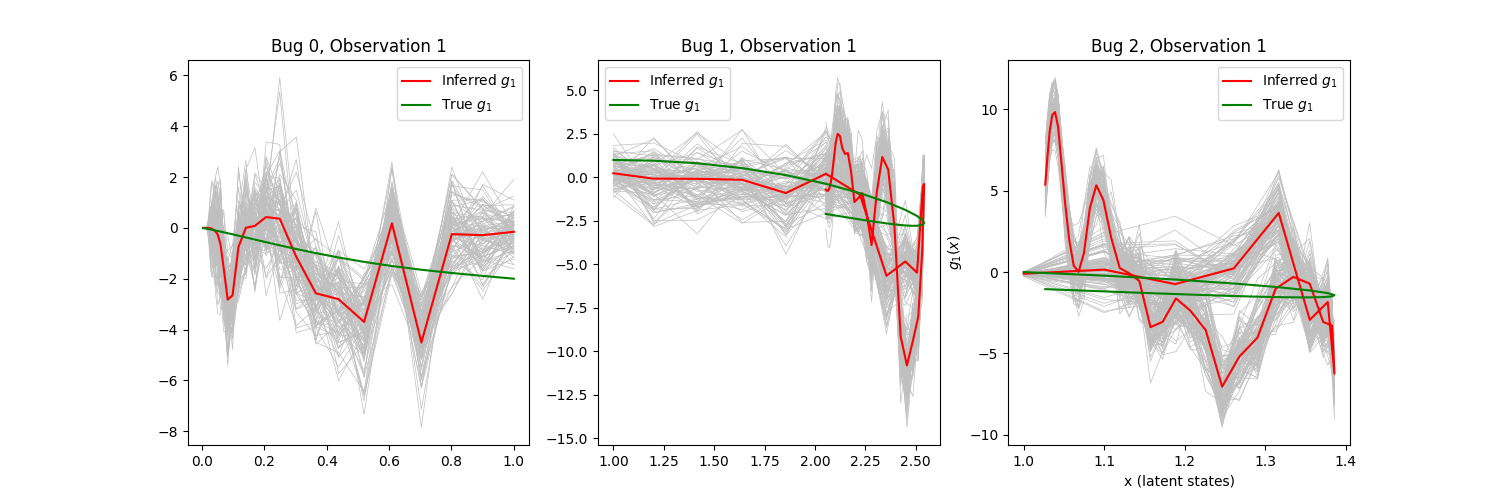 Bug 0, Observation 1
Inferred g₁
True g₁
6
4
2
0
−2
−4
−6
−8
0.0 0.2 0.4 0.6 0.8 1.0
Bug 1, Observation 1
Inferred g₁
True g₁
5.0
2.5
0.0
−2.5
−5.0
−7.5
−10.0
−12.5
−15.0
1.00 1.25 1.50 1.75 2.00 2.25 2.50
Bug 2, Observation 1
Inferred g₁
True g₁
g₁(x)
10
5
0
−5
−10
1.0 1.1 1.2 1.3 1.4
x (latent states)